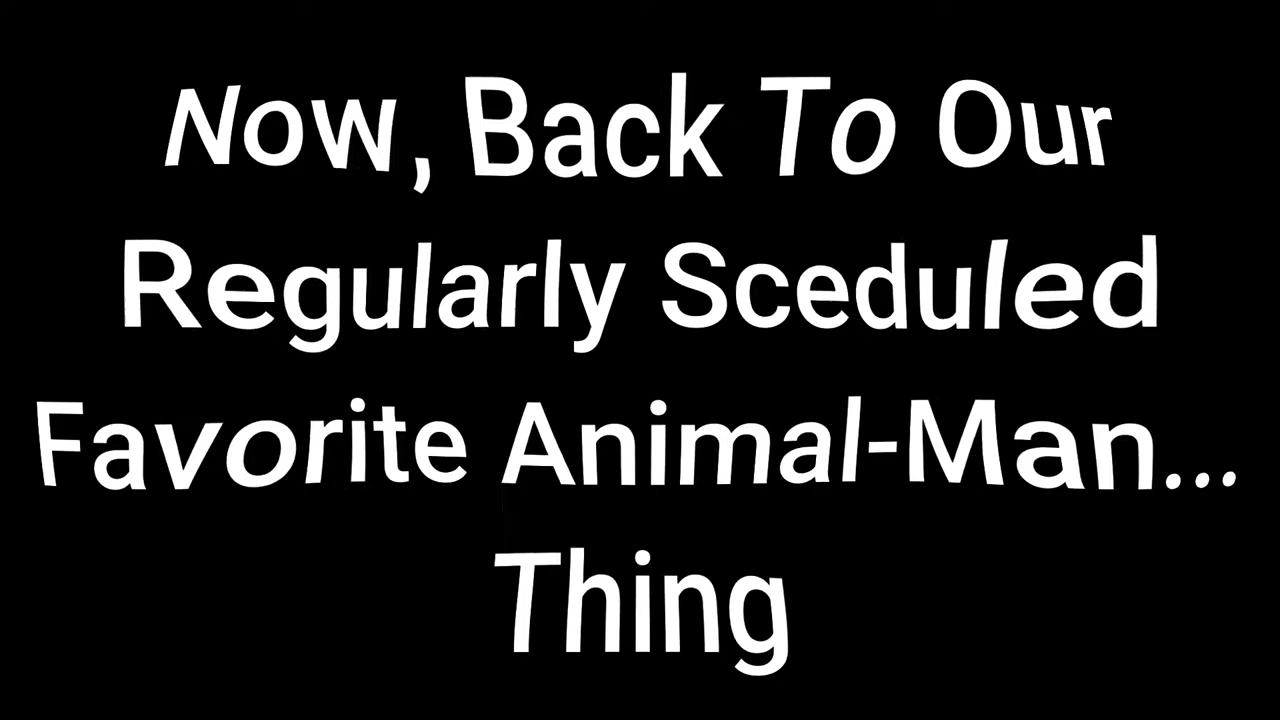 Now, Back To Our
Regularly Sceduled
Favorite Animal-Man...
Thing